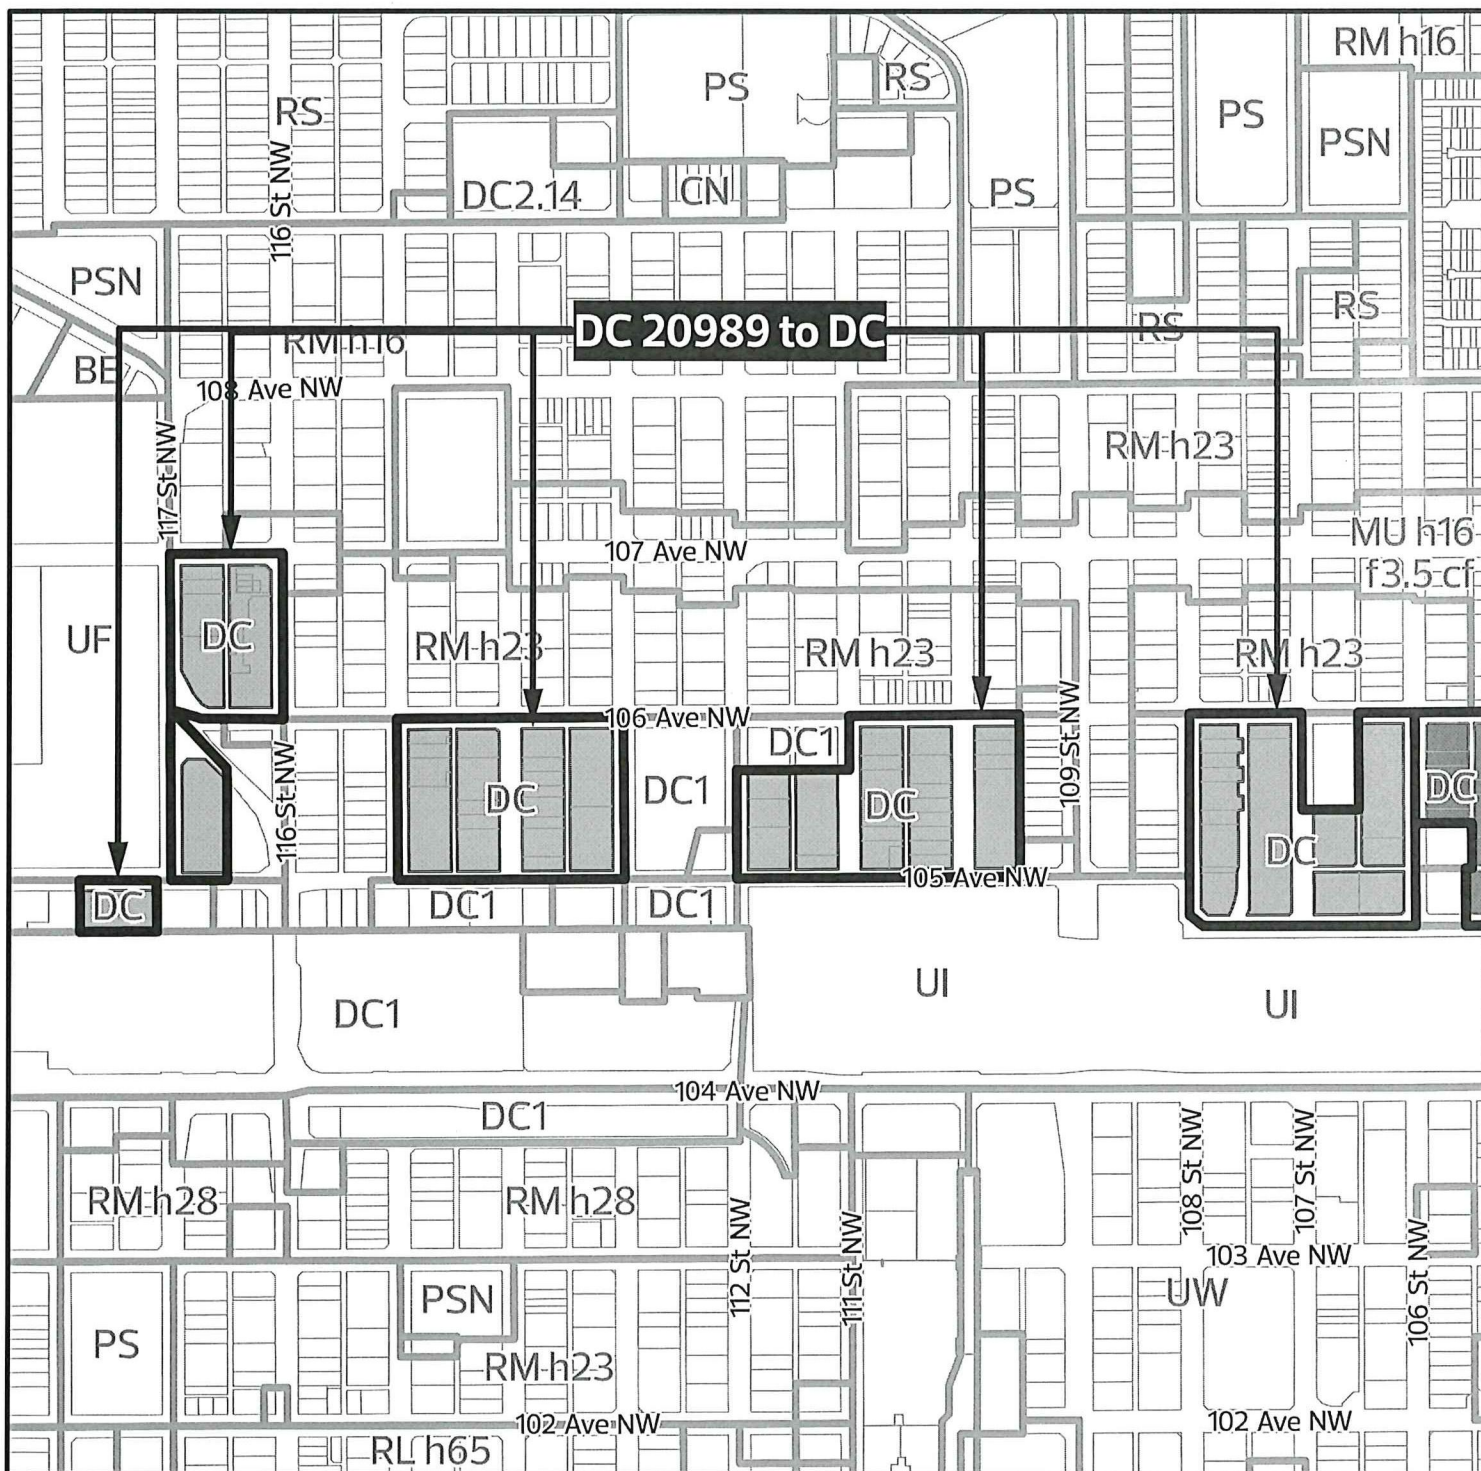 RM h16
PS
RS
PS
RS
PSN
116 St NW
DC2.14
CN
PS
PSN
RS
RS
DC 20989 to DC
RM h16
BE
108 Ave NW
117 St NW
RM h23
107 Ave NW
MU h16
f3.5 cf
UF
DC
RM h23
RM h23
RM h23
106 Ave NW
109 St NW
DC1
116 St NW
DC
DC1
DC
DC
DC
105 Ave NW
DC
DC1
DC1
UI
UI
DC1
104 Ave NW
DC1
108 St NW
107 St NW
RM h28
RM h28
112 St NW
111 St NW
106 St NW
103 Ave NW
PSN
UW
PS
RM h23
102 Ave NW
102 Ave NW
RL h65